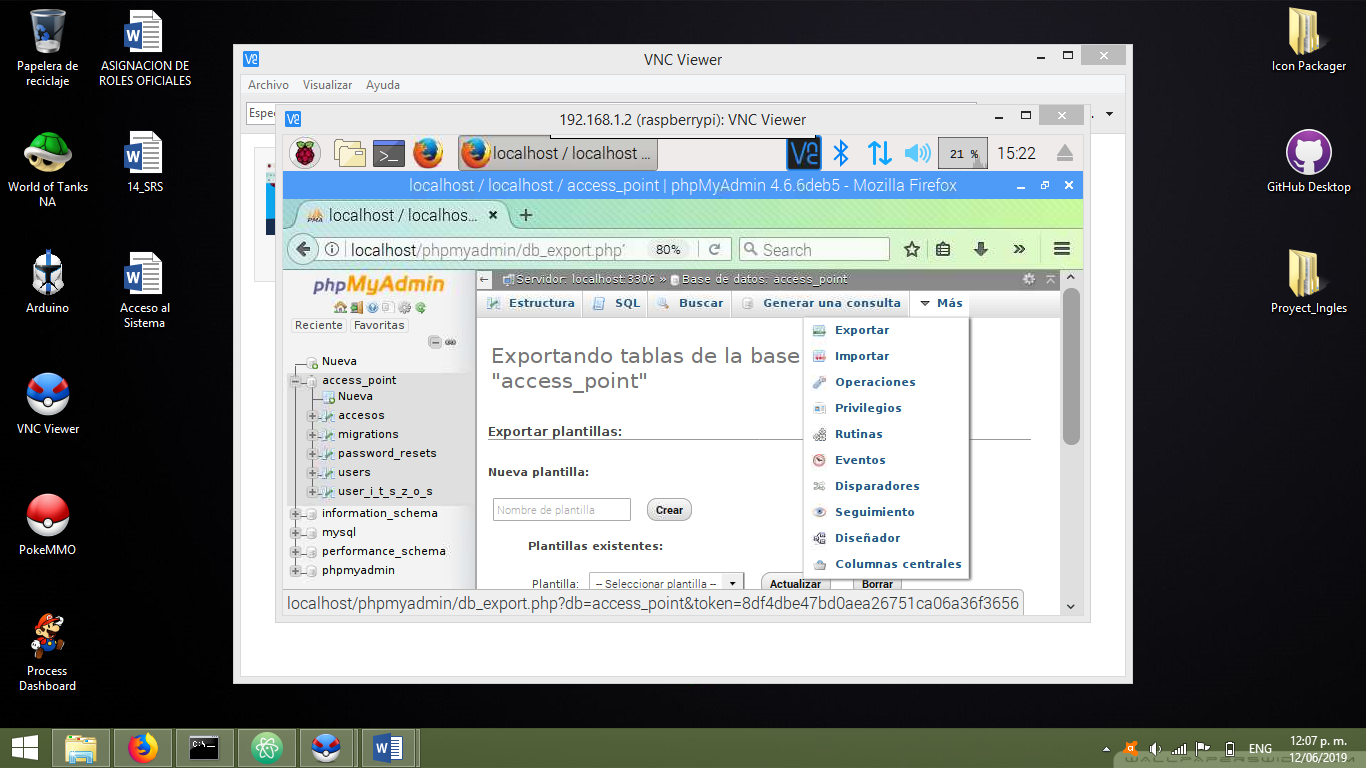 Papelera de
reciclaje
ASIGNACION DE
ROLES OFICIALES
World of Tanks
NA
14_SRS
Arduino
Acceso al
Sistema
VNC Viewer
PokeMMO
Process
Dashboard
Icon Packager
GitHub Desktop
Proyect_Ingles
VNC Viewer
Archivo Visualizar Ayuda
Espec
192.168.1.2 (raspberrypi): VNC Viewer
localhost / localhost ...
21 %
15:22
localhost / localhost / access_point | phpMyAdmin 4.6.6deb5 - Mozilla Firefox
localhost / localhos...
localhost/phpmyadmin/db_export.php?
80%
Search
phpMyAdmin
Reciente Favoritas
Nueva
access_point
Nueva
accesos
migrations
password_resets
users
user_i_t_s_z_o_s
information_schema
mysql
performance_schema
phpmyadmin
Servidor: localhost:3306 » Base de datos: access_point
Estructura SQL Buscar Generar una consulta Más
Exportar
Importar
Operaciones
Privilegios
Rutinas
Eventos
Disparadores
Seguimiento
Diseñador
Columnas centrales
Exportando tablas de la base
"access_point"
Exportar plantillas:
Nueva plantilla:
Nombre de plantilla Crear
Plantillas existentes:
Plantilla: -- Seleccionar plantilla -- Actualizar Borrar
localhost/phpmyadmin/db_export.php?db=access_point&token=8df4dbe47bd0aea26751ca06a36f3656
ENG
12:07 p. m.
12/06/2019